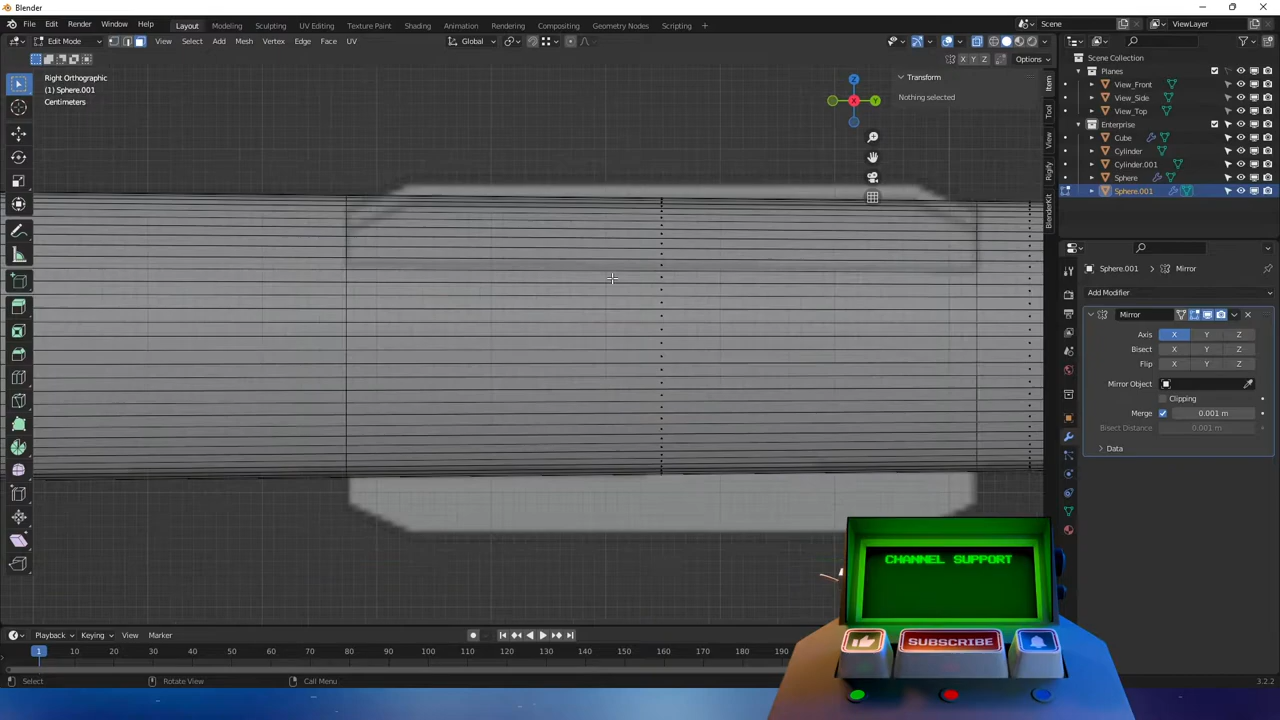 Blender
File Edit Render Window Help
Layout Modeling Sculpting UV Editing Texture Paint Shading Animation Rendering Compositing Geometry Nodes Scripting +
Scene
ViewLayer
Edit Mode View Select Add Mesh Vertex Edge Face UV
Global
X Y Z Options
Right Orthographic
(1) Sphere.001
Centimeters
Z
X
Y
Transform
Nothing selected
Item
Tool
View
Rigify
BlenderKit
Scene Collection
Planes
View_Front
View_Side
View_Top
Enterprise
Cube
Cylinder
Cylinder.001
Sphere
Sphere.001
Sphere.001 > Mirror
Add Modifier
Mirror
Axis X Y Z
Bisect X Y Z
Flip X Y Z
Mirror Object
Clipping
Merge 0.001 m
Bisect Distance 0.001 m
Data
CHANNEL SUPPORT
SUBSCRIBE
Playback Keying View Marker
1 10 20 30 40 50 60 70 80 90 100 110 120 130 140 150 160 170 180 190
Select Rotate View Call Menu
3.2.2